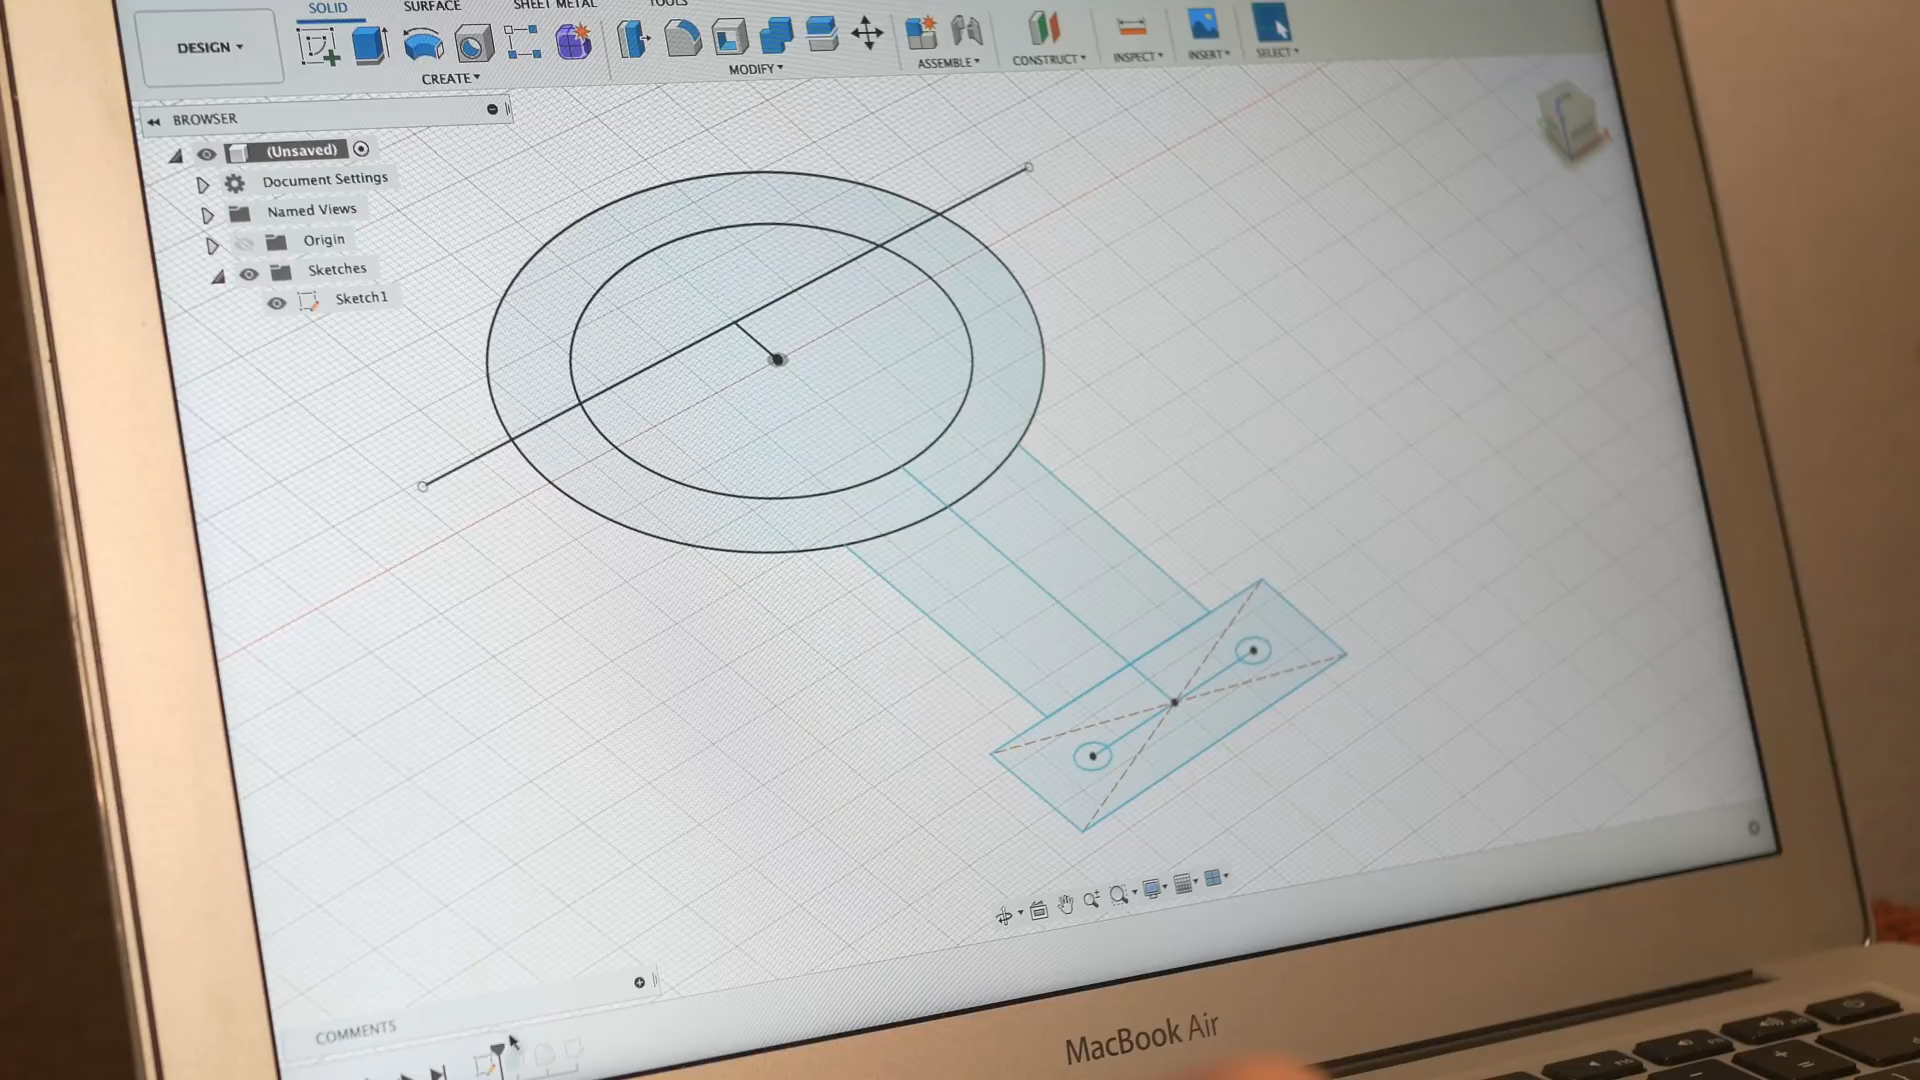 SOLID
SURFACE
SHEET METAL
TOOLS
DESIGN
CREATE
MODIFY
ASSEMBLE
CONSTRUCT
INSPECT
INSERT
SELECT
BROWSER
(Unsaved)
Document Settings
Named Views
Origin
Sketches
Sketch1
COMMENTS
MacBook Air